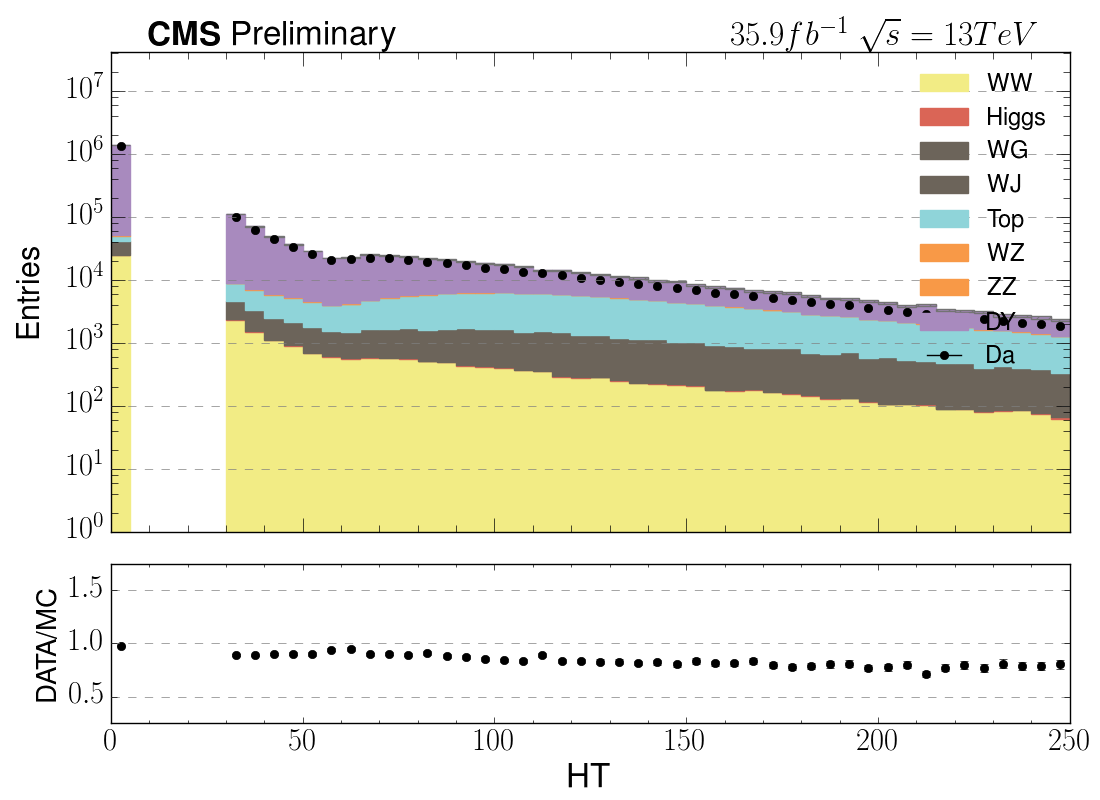 CMS Preliminary 35.9fb⁻¹ √s = 13TeV
Entries
10⁷
10⁶
10⁵
10⁴
10³
10²
10¹
10⁰
WW
Higgs
WG
WJ
Top
WZ
ZZ
DY
Da
DATA/MC
1.5
1.0
0.5
0 50 100 150 200 250
HT